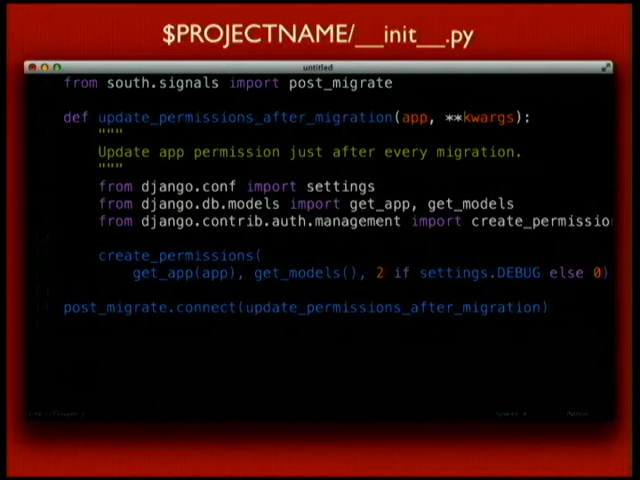 $PROJECTNAME/__init__.py
untitled
from south.signals import post_migrate
def update_permissions_after_migration(app, **kwargs):
"""
Update app permission just after every migration.
"""
from django.conf import settings
from django.db.models import get_app, get_models
from django.contrib.auth.management import create_permissio
create_permissions(
get_app(app), get_models(), 2 if settings.DEBUG else 0)
post_migrate.connect(update_permissions_after_migration)